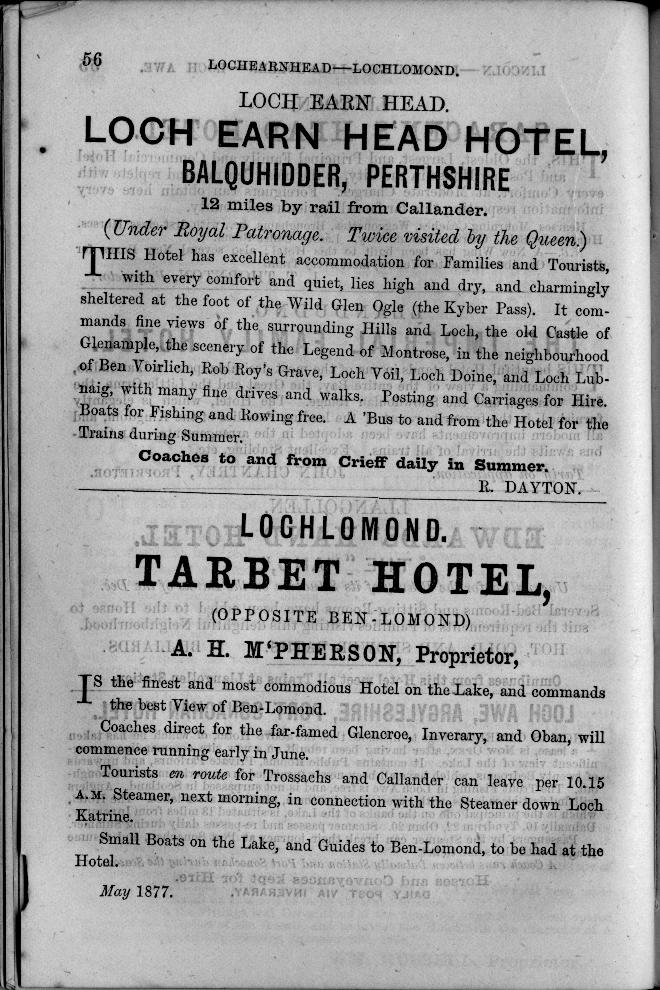 56
LOCHEARNHEAD—LOCHLOMOND.
LOCH EARN HEAD.
LOCH EARN HEAD HOTEL,
BALQUHIDDER, PERTHSHIRE
12 miles by rail from Callander.
(Under Royal Patronage. Twice visited by the Queen.)
THIS Hotel has excellent accommodation for Families and Tourists,
with every comfort and quiet, lies high and dry, and charmingly
sheltered at the foot of the Wild Glen Ogle (the Kyber Pass). It com-
mands fine views of the surrounding Hills and Loch, the old Castle of
Glenample, the scenery of the Legend of Montrose, in the neighbourhood
of Ben Voirlich, Rob Roy's Grave, Loch Voil, Loch Doine, and Loch Lub-
naig, with many fine drives and walks. Posting and Carriages for Hire.
Boats for Fishing and Rowing free. A 'Bus to and from the Hotel for the
Trains during Summer.
Coaches to and from Crieff daily in Summer.
R. DAYTON.
LOCHLOMOND.
TARBET HOTEL,
(OPPOSITE BEN-LOMOND)
A. H. M‘PHERSON, Proprietor,
IS the finest and most commodious Hotel on the Lake, and commands
the best View of Ben-Lomond.
Coaches direct for the far-famed Glencroe, Inverary, and Oban, will
commence running early in June.
Tourists en route for Trossachs and Callander can leave per 10.15
A.M. Steamer, next morning, in connection with the Steamer down Loch
Katrine.
Small Boats on the Lake, and Guides to Ben-Lomond, to be had at the
Hotel.
May 1877.